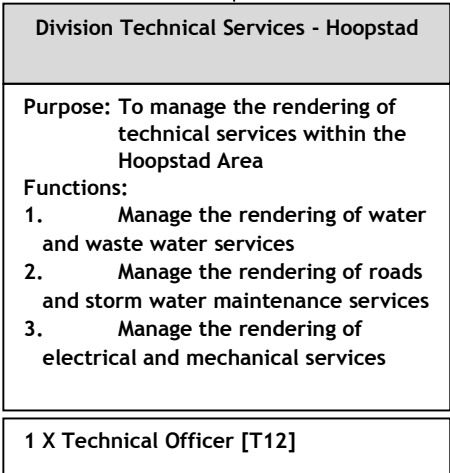 Division Technical Services - Hoopstad
Purpose: To manage the rendering of
technical services within the
Hoopstad Area
Functions:
1. Manage the rendering of water
and waste water services
2. Manage the rendering of roads
and storm water maintenance services
3. Manage the rendering of
electrical and mechanical services
1 X Technical Officer [T12]